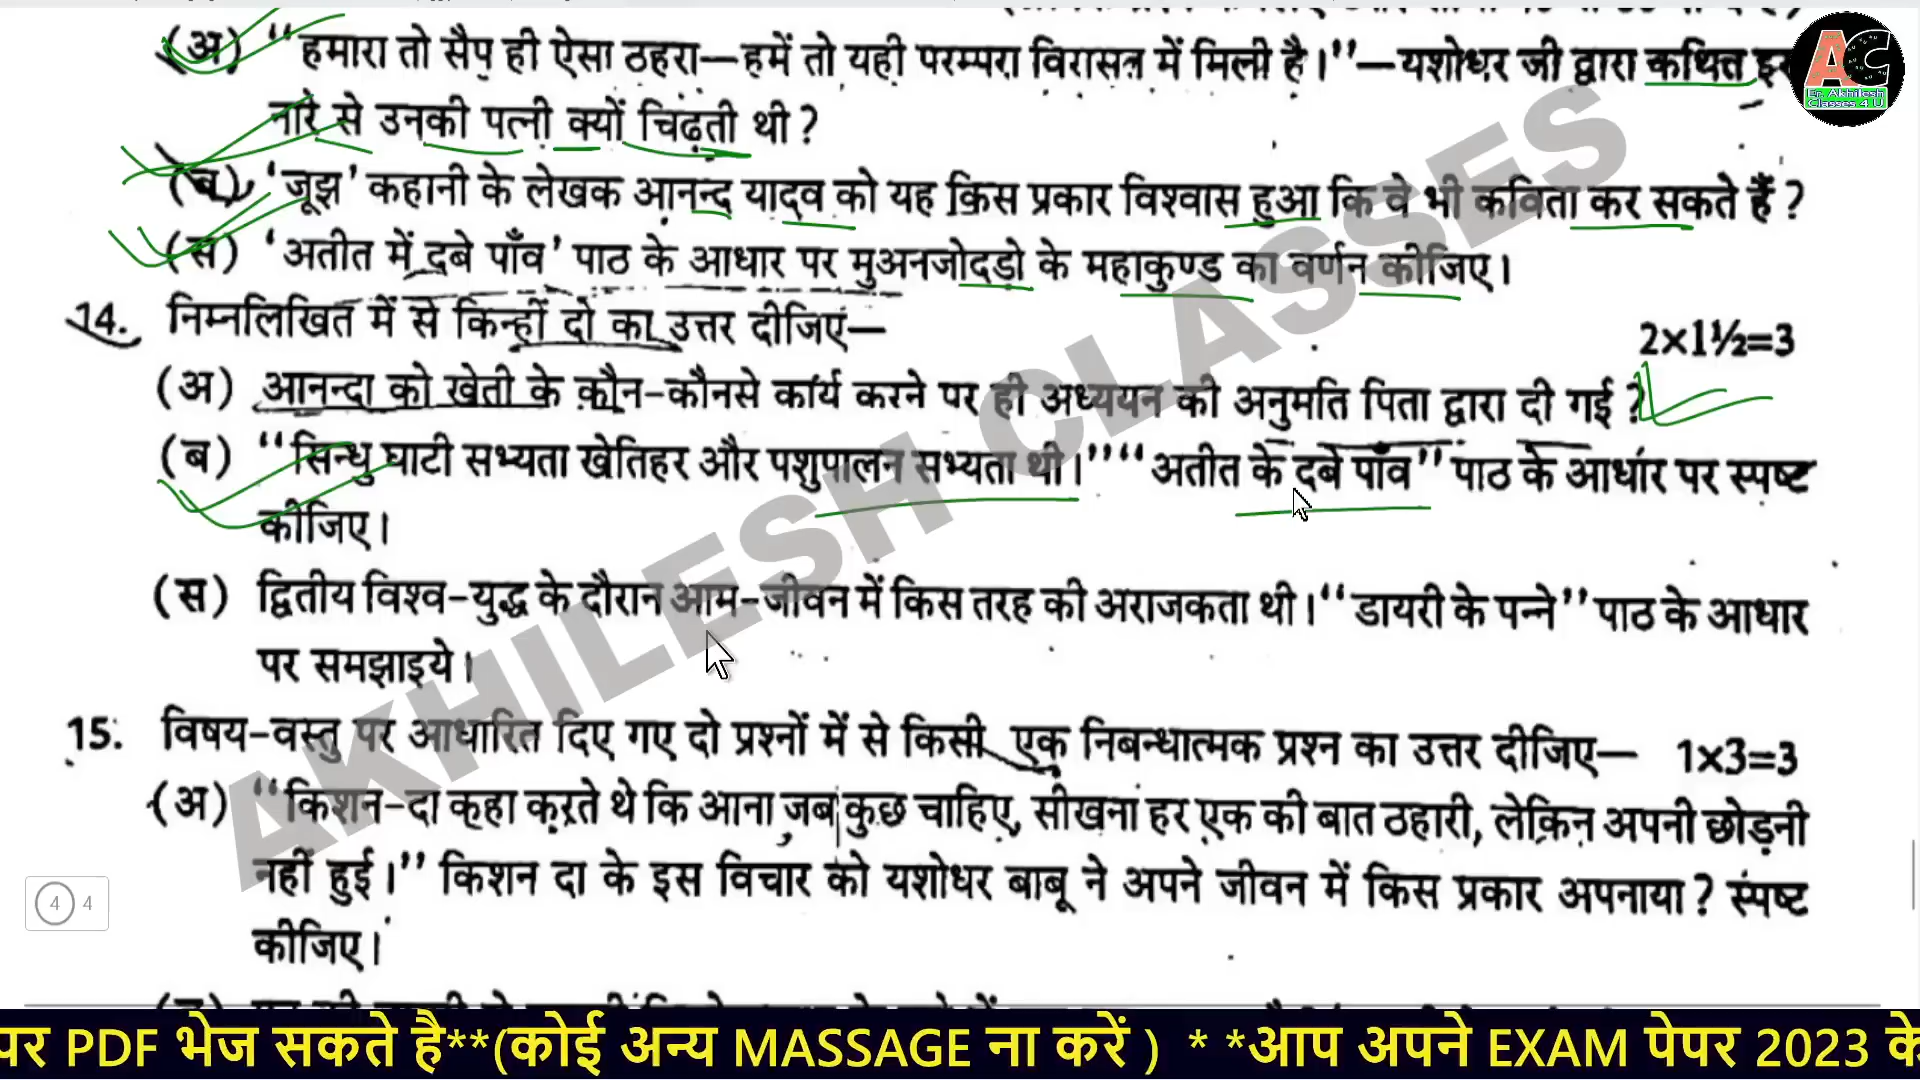 (अ) “हमारा तो सैप ही ऐसा ठहरा—हमें तो यही परम्परा विरासत में मिली है।”—यशोधर जी द्वारा कथित
नारे से उनकी पत्नी क्यों चिढ़ती थी?
(ब) ‘जूझ’ कहानी के लेखक आनन्द यादव को यह किस प्रकार विश्वास हुआ कि वे भी कविता कर सकते हैं?
(स) ‘अतीत में दबे पाँव’ पाठ के आधार पर मुअनजोदडो के महाकुण्ड का वर्णन कीजिए।
14. निम्नलिखित में से किन्हीं दो का उत्तर दीजिए— 2×1½=3
(अ) आनन्दा को खेती के कौन-कौनसे कार्य करने पर ही अध्ययन की अनुमति पिता द्वारा दी गई?
(ब) “सिन्धु घाटी सभ्यता खेतिहर और पशुपालन सभ्यता थी।” “अतीत के दबे पाँव” पाठ के आधार पर स्पष्ट
कीजिए।
(स) द्वितीय विश्व-युद्ध के दौरान आम-जीवन में किस तरह की अराजकता थी। “डायरी के पन्ने” पाठ के आधार
पर समझाइये।
15. विषय-वस्तु पर आधारित दिए गए दो प्रश्नों में से किसी एक निबन्धात्मक प्रश्न का उत्तर दीजिए— 1×3=3
(अ) “किशन-दा कहा करते थे कि आना जब कुछ चाहिए, सीखना हर एक की बात ठहारी, लेकिन अपनी छोड़नी
नहीं हुई।” किशन दा के इस विचार को यशोधर बाबू ने अपने जीवन में किस प्रकार अपनाया? स्पष्ट
कीजिए।
AKHILESH CLASSES
AC
Er. Akhilesh
Classes 4 U
4 4
पर PDF भेज सकते है**(कोई अन्य MASSAGE ना करें ) * *आप अपने EXAM पेपर 2023 के